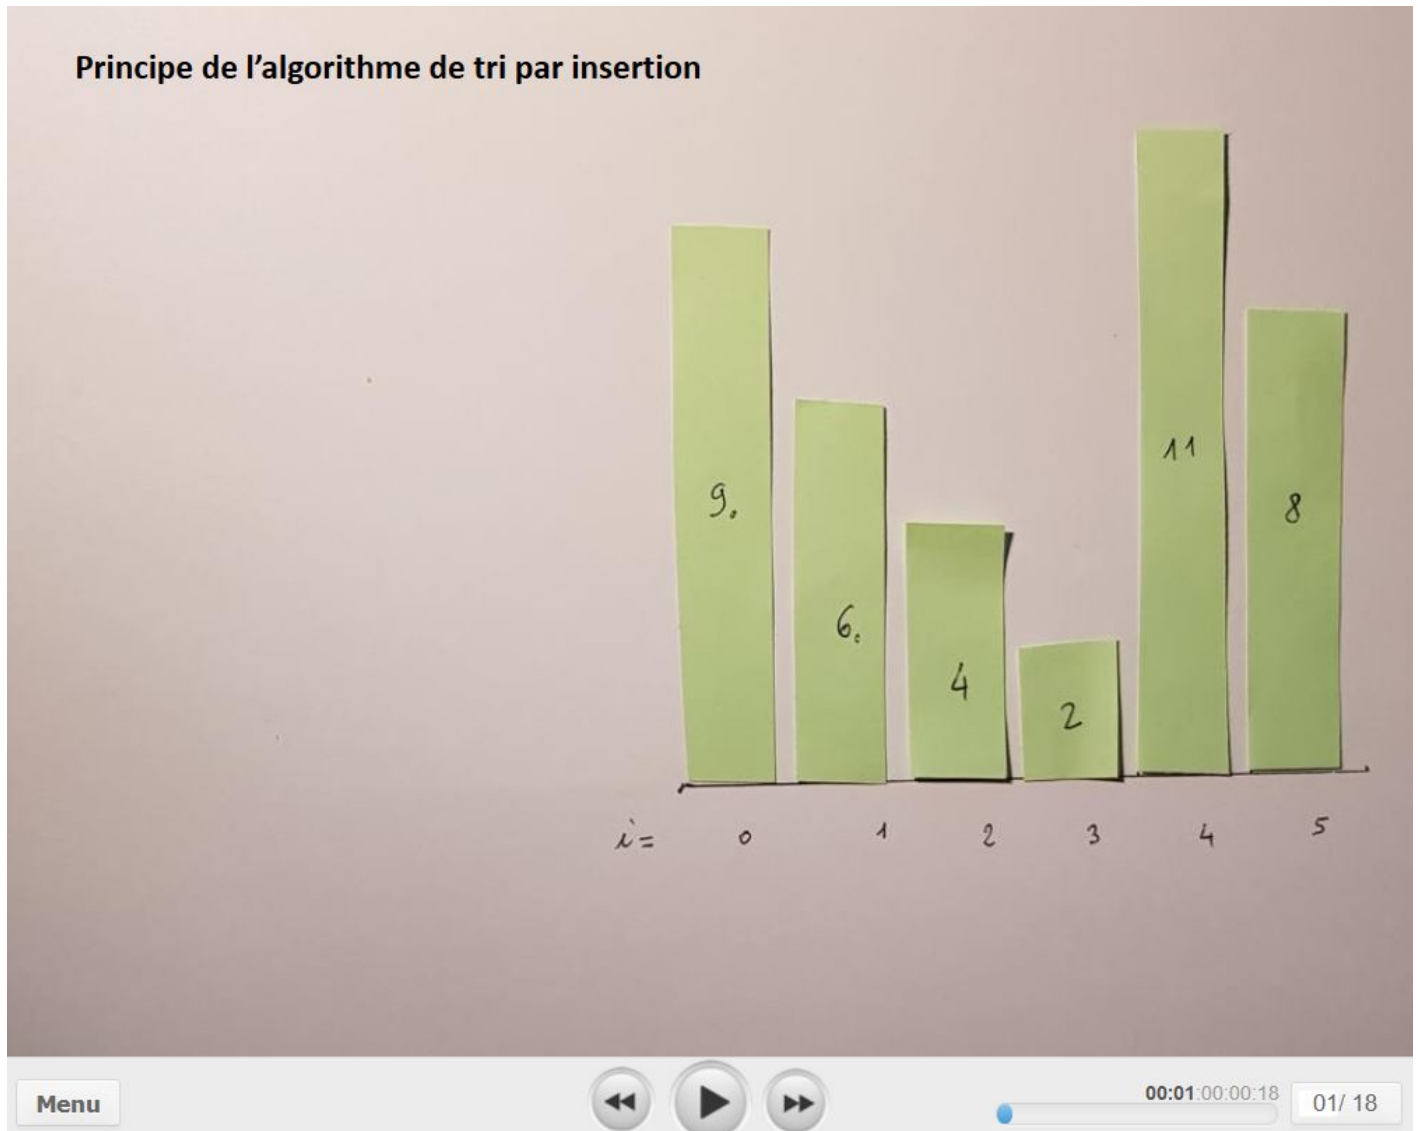 Principe de l’algorithme de tri par insertion
9.
6.
4
2
11
8
i= 0 1 2 3 4 5
Menu
00:01:00:00:18
01/ 18